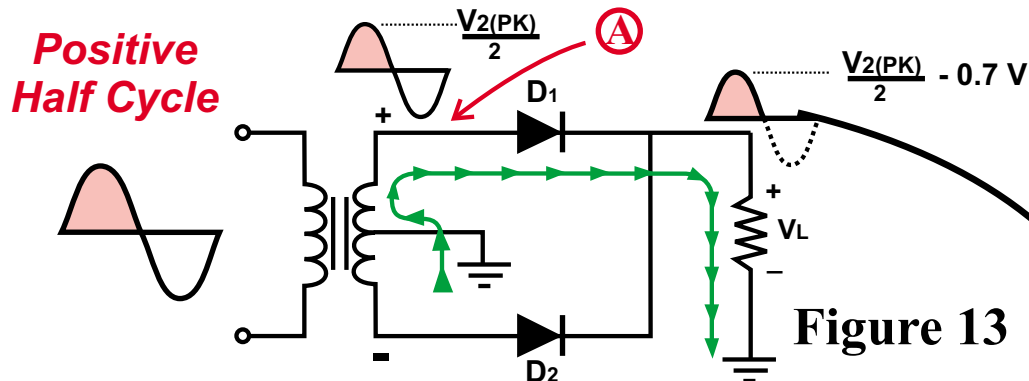 Positive
Half Cycle
V2(PK)
2
A
V2(PK)
2
- 0.7 V
+
D1
+
VL
–
-
D2
Figure 13